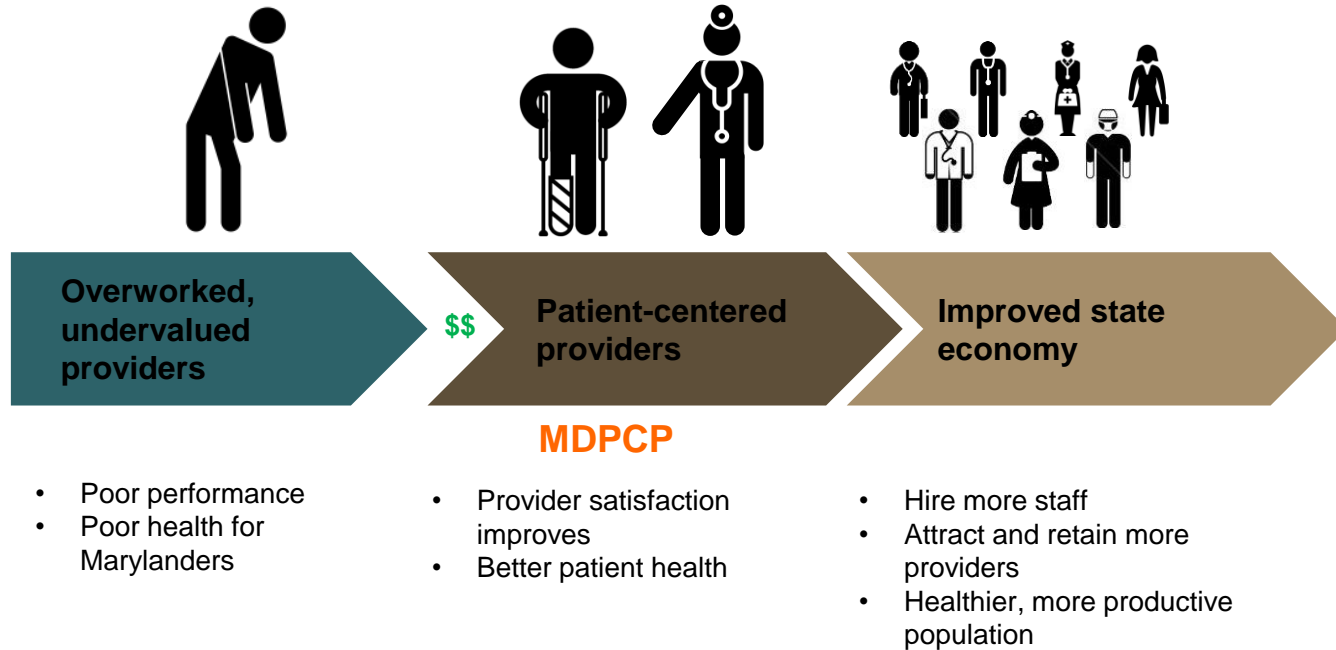 Overworked,
undervalued
providers
$$
Patient-centered
providers
Improved state
economy
MDPCP
• Poor performance
• Poor health for
Marylanders
• Provider satisfaction
improves
• Better patient health
• Hire more staff
• Attract and retain more
providers
• Healthier, more productive
population